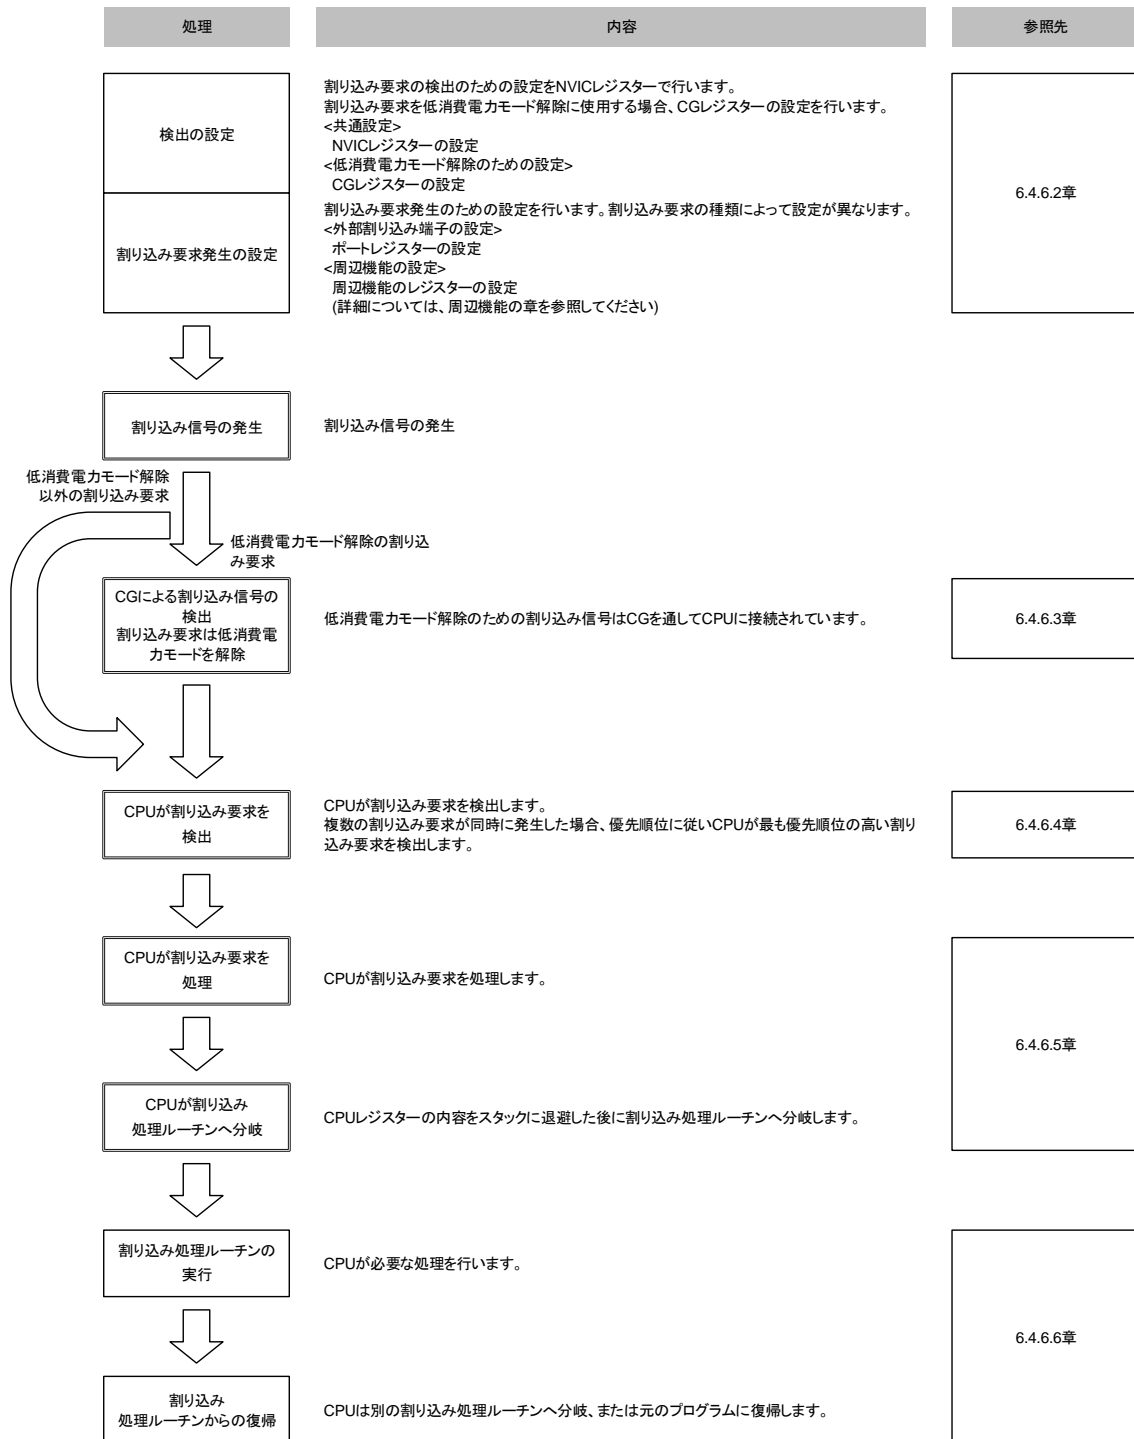 処理
内容
参照先
検出の設定
割り込み要求の検出のための設定をNVICレジスターで行います。
割り込み要求を低消費電力モード解除に使用する場合、CGレジスターの設定を行います。
<共通設定>
NVICレジスターの設定
<低消費電力モード解除のための設定>
CGレジスターの設定
6.4.6.2章
割り込み要求発生の設定
割り込み要求発生のための設定を行います。割り込み要求の種類によって設定が異なります。
<外部割り込み端子の設定>
ポートレジスターの設定
<周辺機能の設定>
周辺機能のレジスターの設定
(詳細については、周辺機能の章を参照してください)
割り込み信号の発生
割り込み信号の発生
低消費電力モード解除
以外の割り込み要求
低消費電力モード解除の割り込
み要求
CGによる割り込み信号の
検出
割り込み要求は低消費電
力モードを解除
低消費電力モード解除のための割り込み信号はCGを通してCPUに接続されています。
6.4.6.3章
CPUが割り込み要求を
検出
CPUが割り込み要求を検出します。
複数の割り込み要求が同時に発生した場合、優先順位に従いCPUが最も優先順位の高い割り
込み要求を検出します。
6.4.6.4章
CPUが割り込み要求を
処理
CPUが割り込み要求を処理します。
6.4.6.5章
CPUが割り込み
処理ルーチンへ分岐
CPUレジスターの内容をスタックに退避した後に割り込み処理ルーチンへ分岐します。
割り込み処理ルーチンの
実行
CPUが必要な処理を行います。
6.4.6.6章
割り込み
処理ルーチンからの復帰
CPUは別の割り込み処理ルーチンへ分岐、または元のプログラムに復帰します。